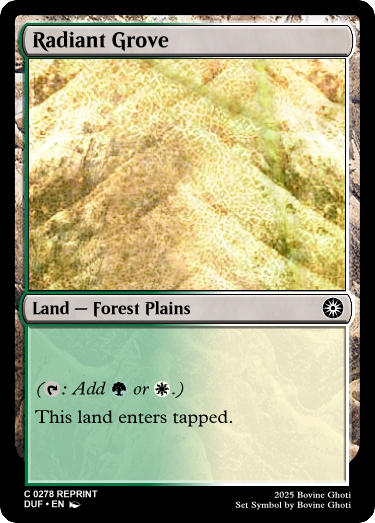 Radiant Grove
Land — Forest Plains
(: Add or .)
This land enters tapped.
C 0278 REPRINT
DUF • EN
2025 Bovine Ghoti
Set Symbol by Bovine Ghoti